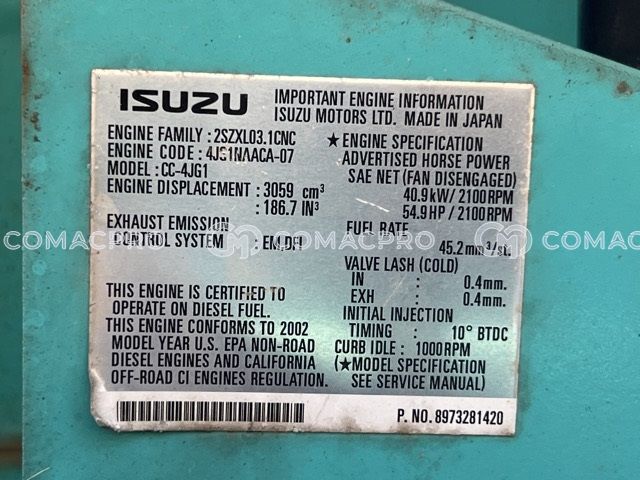 ISUZU
IMPORTANT ENGINE INFORMATION
ISUZU MOTORS LTD. MADE IN JAPAN
ENGINE FAMILY : 2SZXL03.1CNC
ENGINE CODE : 4JG1NAACA-07
MODEL: CC-4JG1
ENGINE DISPLACEMENT : 3059 cm³
: 186.7 IN³
EXHAUST EMISSION
CONTROL SYSTEM : EM,DFI
THIS ENGINE IS CERTIFIED TO
OPERATE ON DIESEL FUEL.
THIS ENGINE CONFORMS TO 2002
MODEL YEAR U.S. EPA NON-ROAD
DIESEL ENGINES AND CALIFORNIA
OFF-ROAD CI ENGINES REGULATION.
★ENGINE SPECIFICATION
ADVERTISED HORSE POWER
SAE NET (FAN DISENGAGED)
40.9kW/2100RPM
54.9HP/2100RPM
FUEL RATE
45.2mm³/st.
VALVE LASH (COLD)
IN : 0.4mm.
EXH : 0.4mm.
INITIAL INJECTION
TIMING : 10° BTDC
CURB IDLE : 1000RPM
(★MODEL SPECIFICATION
SEE SERVICE MANUAL)
P. NO. 8973281420
COMACPRO COMACPRO COMACPRO